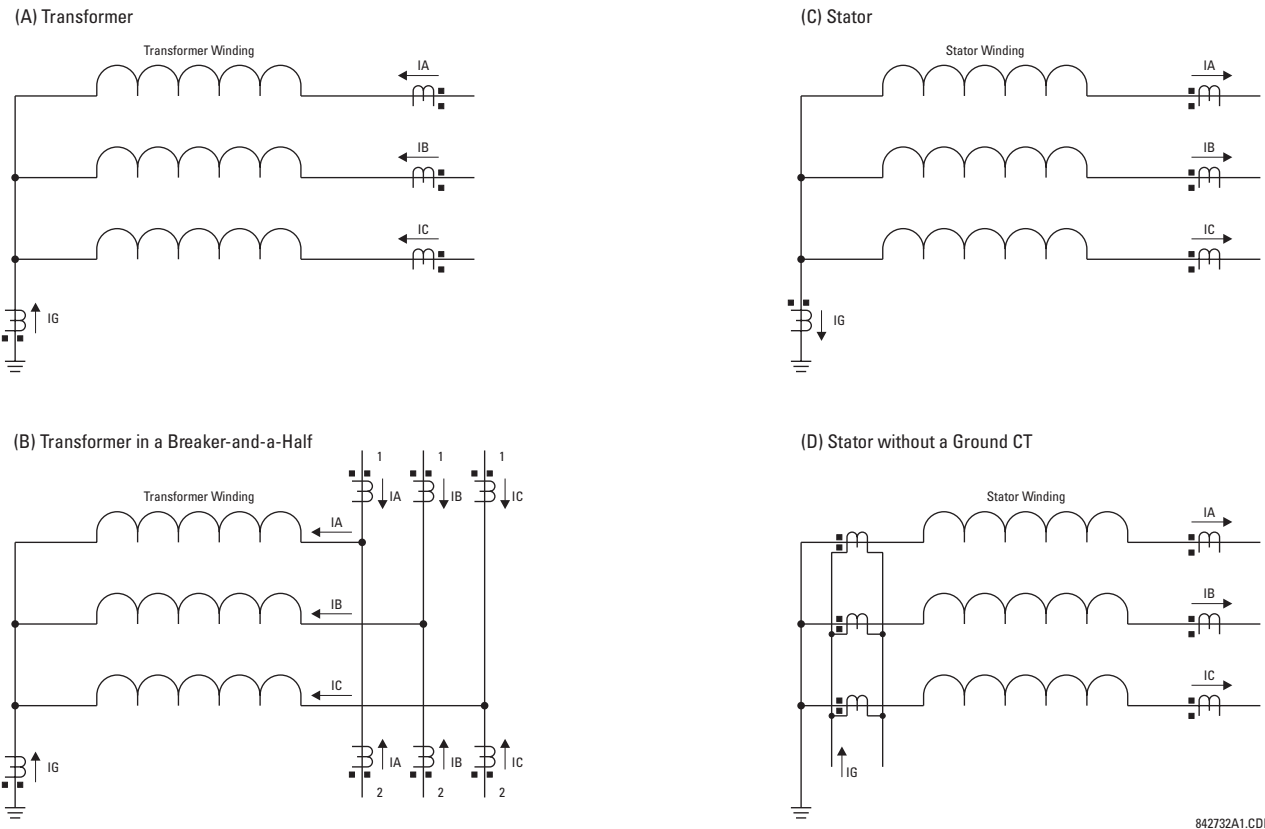 (A) Transformer
Transformer Winding
IA
IB
IC
IG
(C) Stator
Stator Winding
IA
IB
IC
IG
(B) Transformer in a Breaker-and-a-Half
1
1
1
Transformer Winding
IA
IB
IC
IA
IB
IC
IG
IA
IB
IC
2
2
2
(D) Stator without a Ground CT
Stator Winding
IA
IB
IC
IG
842732A1.CD